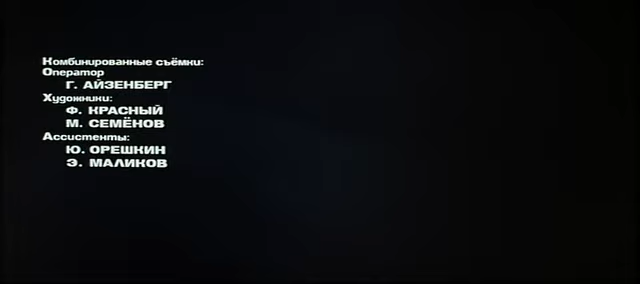 Комбинированные съёмки:
Оператор
Г. АЙЗЕНБЕРГ
Художники:
Ф. КРАСНЫЙ
М. СЕМЁНОВ
Ассистенты:
Ю. ОРЕШКИН
Э. МАЛИКОВ